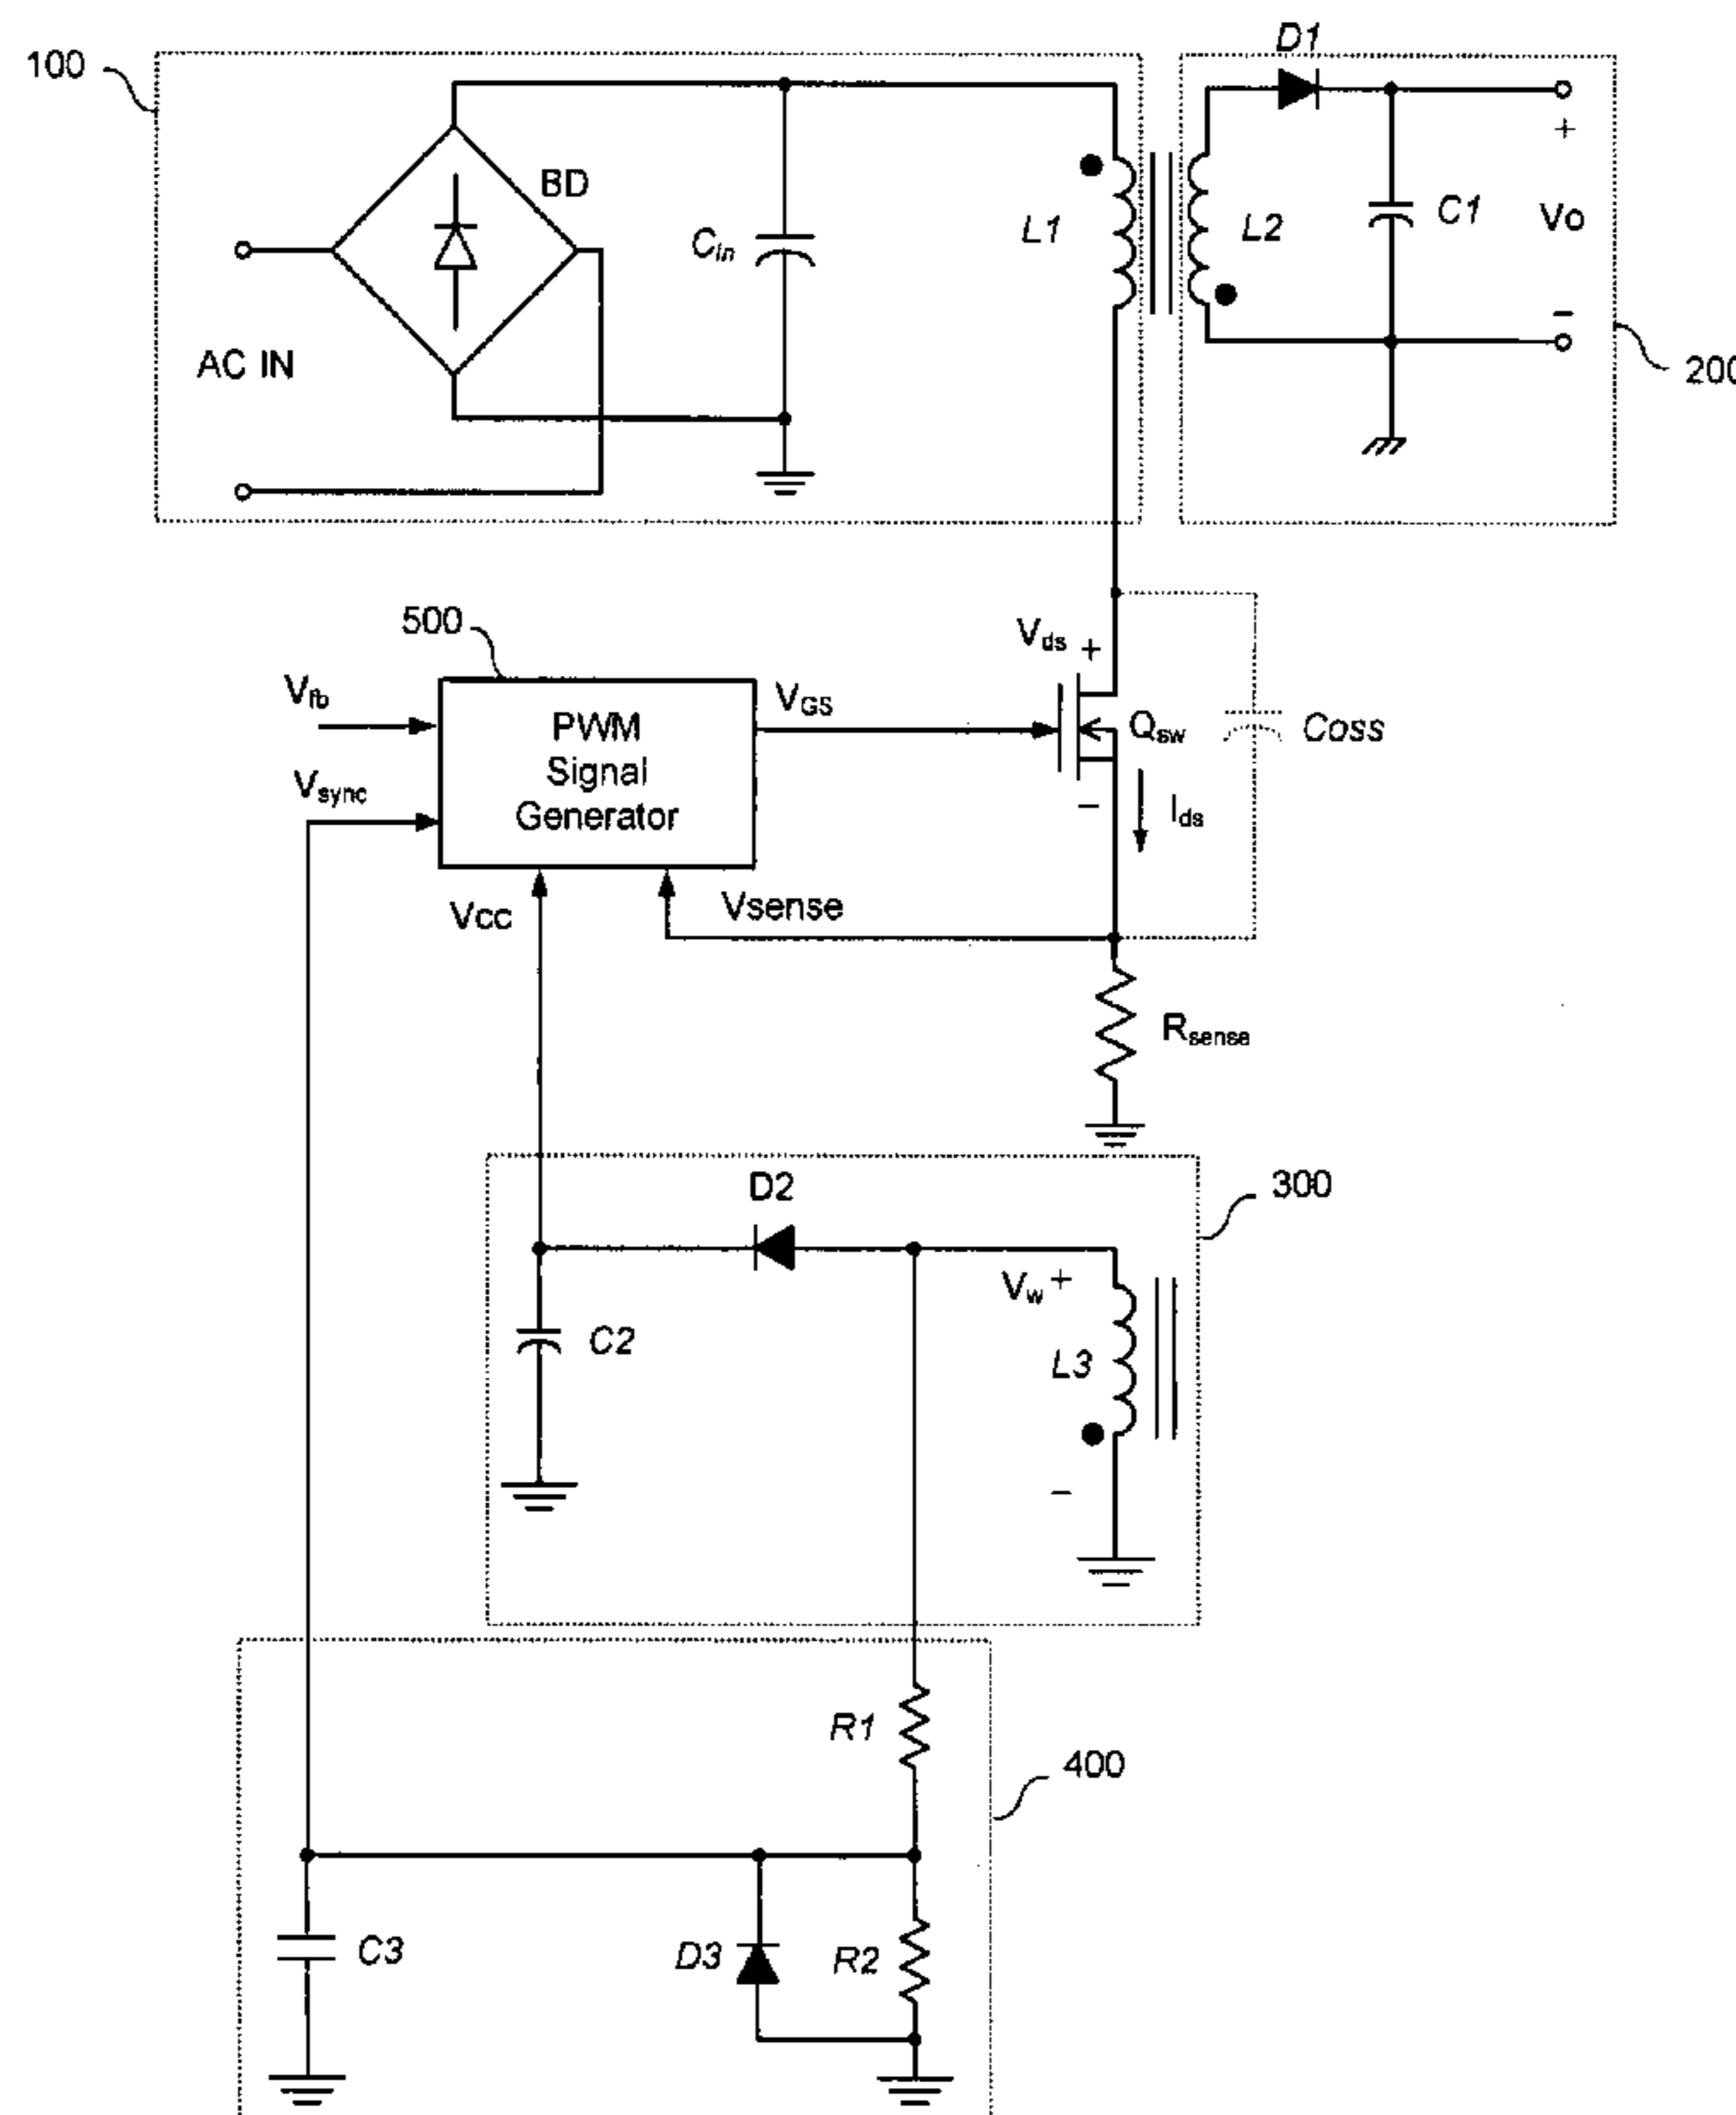 100
D1
BD
Cin
L1
L2
C1
+
Vo
−
AC IN
200
500
Vds +
Vfb
VGS
PWM
Signal
Generator
Qsw
Coss
Vsync
−
Ids
Vcc
Vsense
Rsense
D2
300
Vw +
C2
L3
−
R1
400
C3
D3
R2